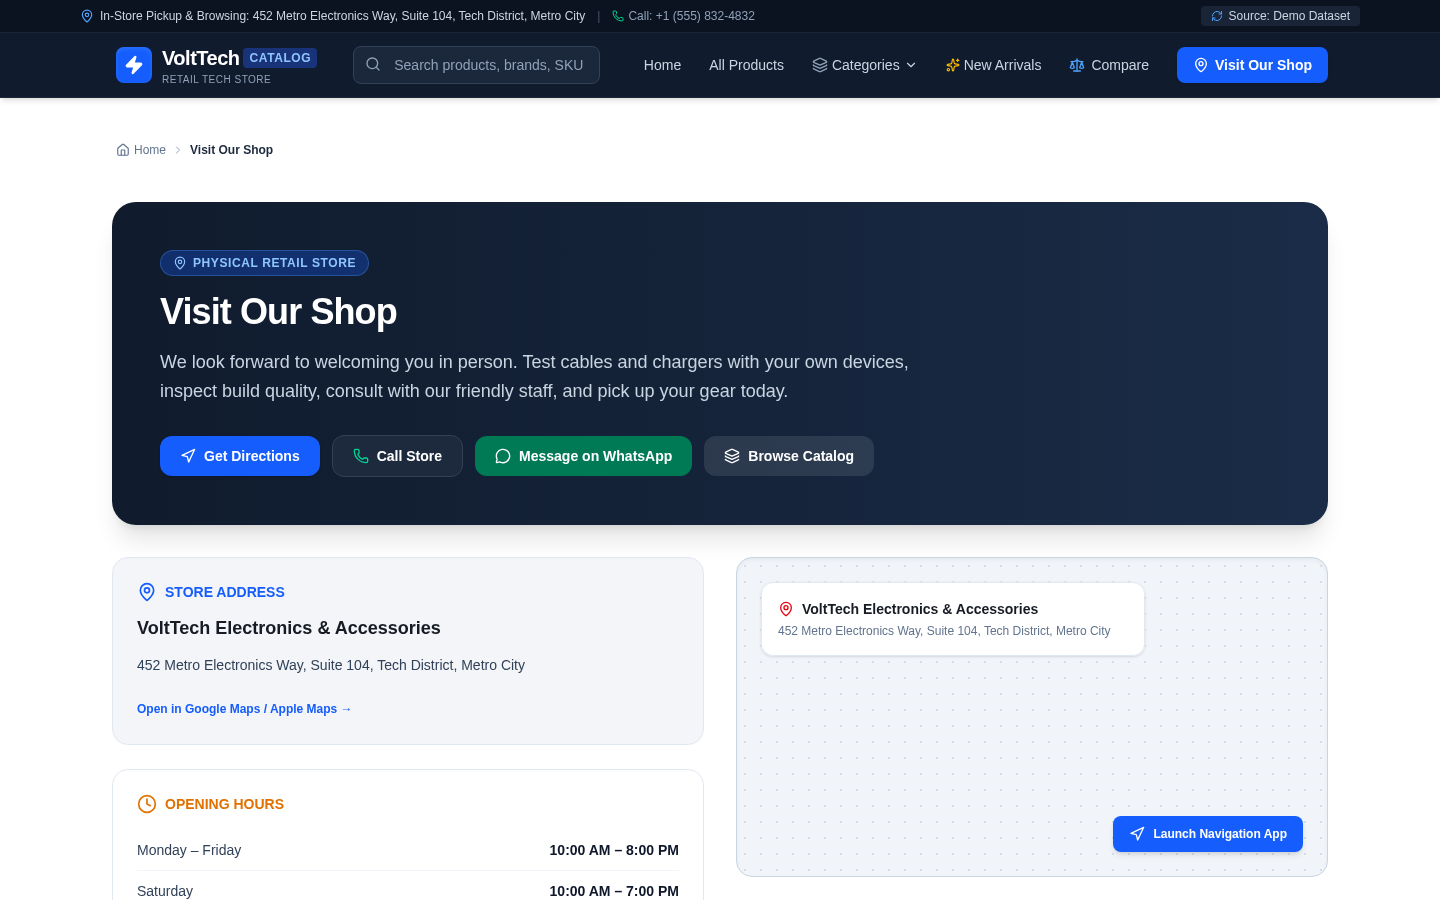 In-Store Pickup & Browsing: 452 Metro Electronics Way, Suite 104, Tech District, Metro City | Call: +1 (555) 832-4832 Source: Demo Dataset
VoltTech CATALOG
RETAIL TECH STORE
Search products, brands, SKU
Home All Products Categories New Arrivals Compare Visit Our Shop
Home Visit Our Shop
PHYSICAL RETAIL STORE
Visit Our Shop
We look forward to welcoming you in person. Test cables and chargers with your own devices,
inspect build quality, consult with our friendly staff, and pick up your gear today.
Get Directions Call Store Message on WhatsApp Browse Catalog
STORE ADDRESS
VoltTech Electronics & Accessories
452 Metro Electronics Way, Suite 104, Tech District, Metro City
Open in Google Maps / Apple Maps →
OPENING HOURS
Monday – Friday 10:00 AM – 8:00 PM
Saturday 10:00 AM – 7:00 PM
VoltTech Electronics & Accessories
452 Metro Electronics Way, Suite 104, Tech District, Metro City
Launch Navigation App